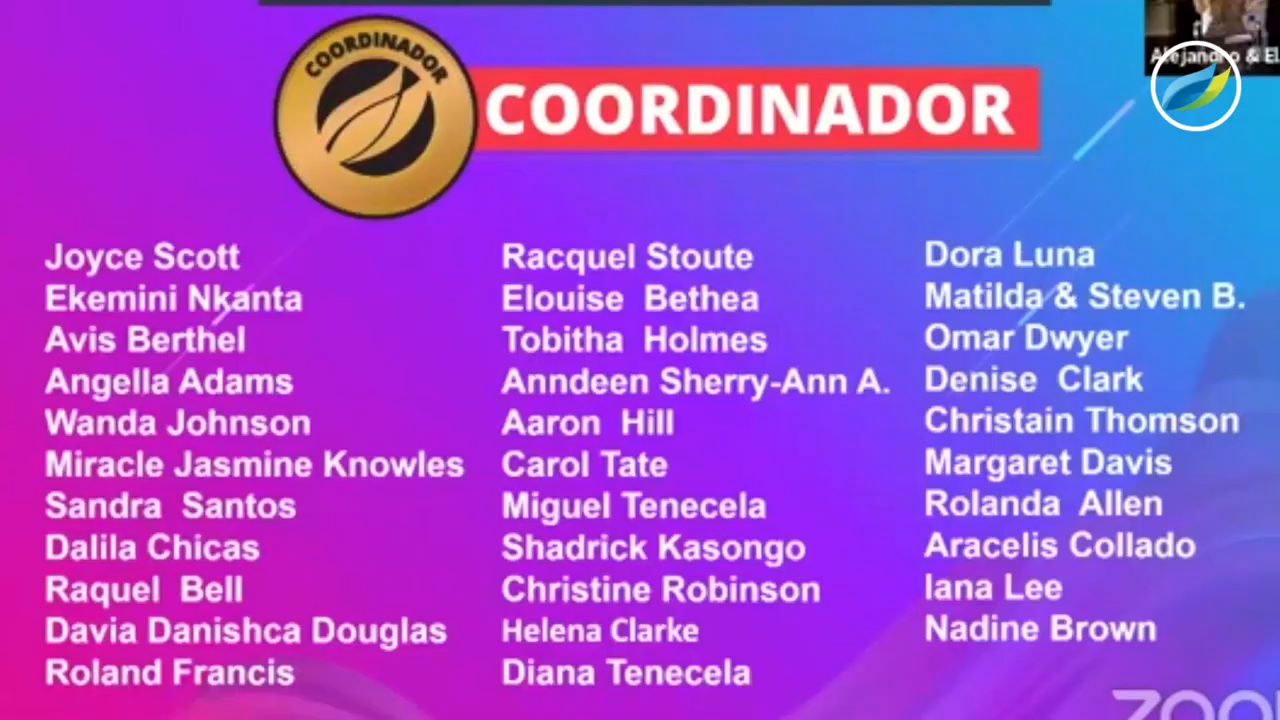 COORDINADOR
COORDINADOR
Alejandro & El
Joyce Scott
Ekemini Nkanta
Avis Berthel
Angella Adams
Wanda Johnson
Miracle Jasmine Knowles
Sandra Santos
Dalila Chicas
Raquel Bell
Davia Danishca Douglas
Roland Francis
Racquel Stoute
Elouise Bethea
Tobitha Holmes
Anndeen Sherry-Ann A.
Aaron Hill
Carol Tate
Miguel Tenecela
Shadrick Kasongo
Christine Robinson
Helena Clarke
Diana Tenecela
Dora Luna
Matilda & Steven B.
Omar Dwyer
Denise Clark
Christain Thomson
Margaret Davis
Rolanda Allen
Aracelis Collado
Iana Lee
Nadine Brown